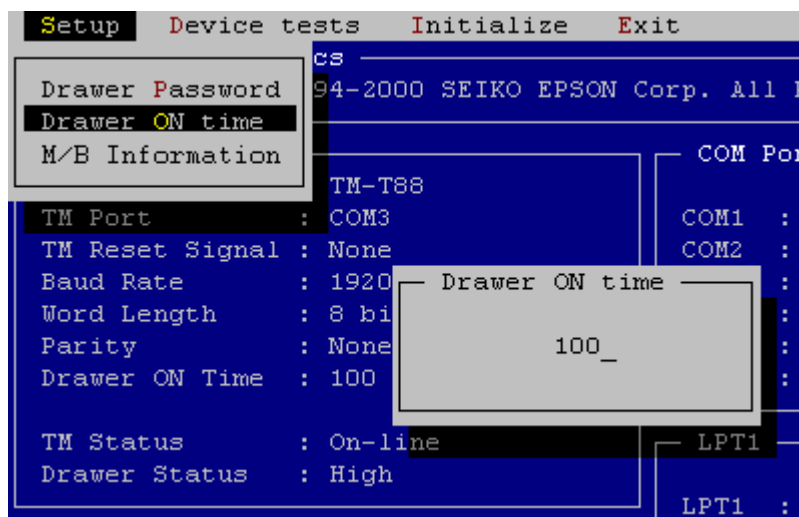 Setup Device tests Initialize Exit
cs
Drawer Password 94-2000 SEIKO EPSON Corp. All
Drawer ON time
M/B Information COM Por
TM-T88
TM Port : COM3 COM1 :
TM Reset Signal : None COM2 :
Baud Rate : 1920 Drawer ON time :
Word Length : 8 bi :
Parity : None 100_ :
Drawer ON Time : 100 :
TM Status : On-line LPT1
Drawer Status : High
LPT1 :